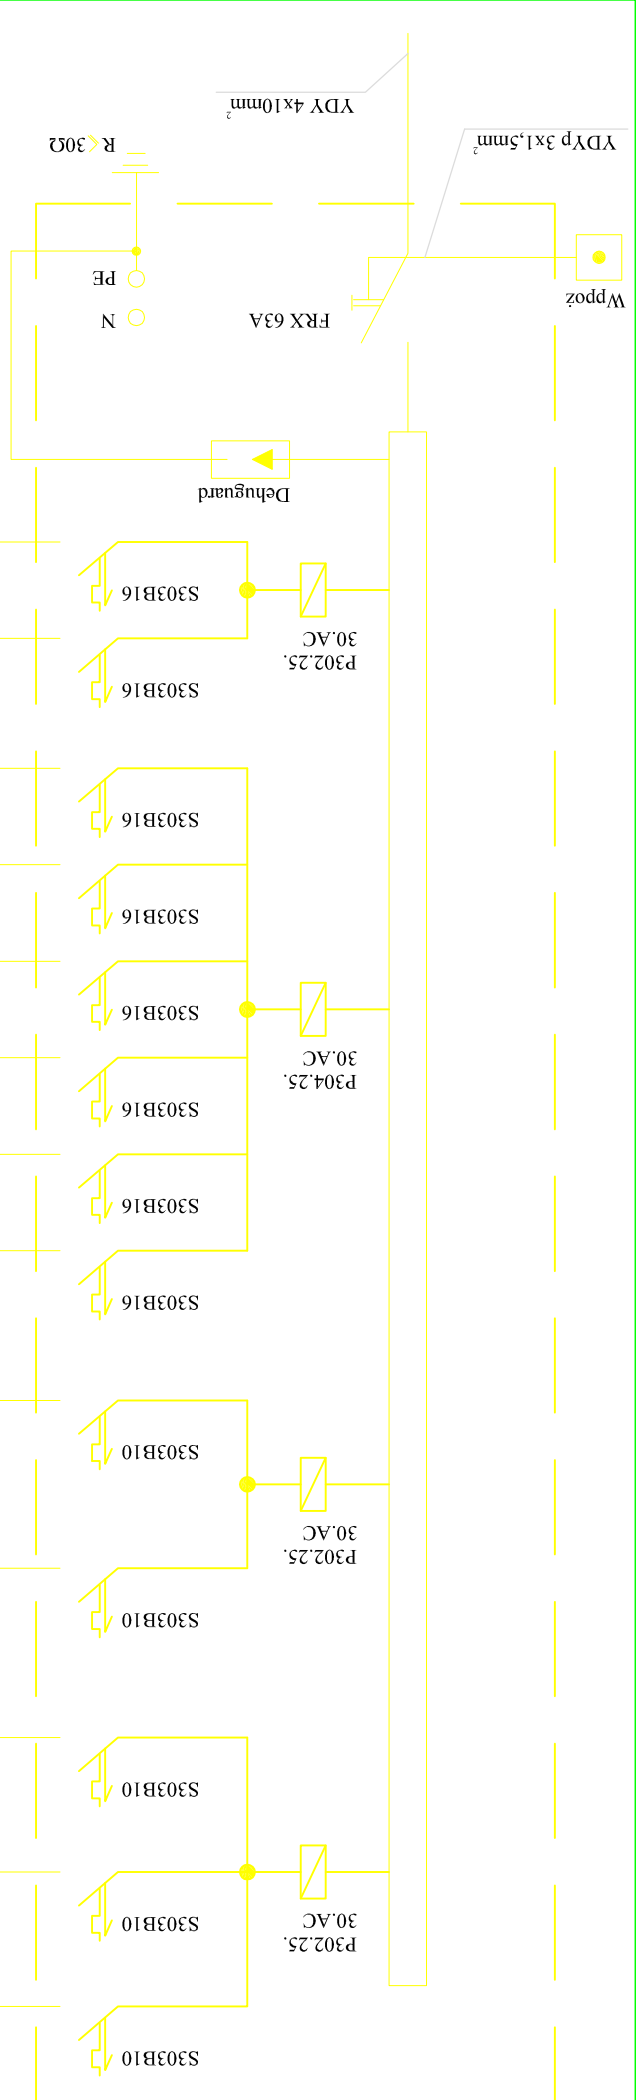 S303B10
P302.25.
30.AC
S303B10
S303B10
S303B10
P302.25.
30.AC
S303B10
S303B16
S303B16
S303B16
P304.25.
30.AC
S303B16
S303B16
S303B16
S303B16
P302.25.
30.AC
S303B16
Dehuguard
FRX 63A
N
Wppoż
PE
YDYp 3x1,5mm²
R ⩽30Ω
YDY 4x10mm²